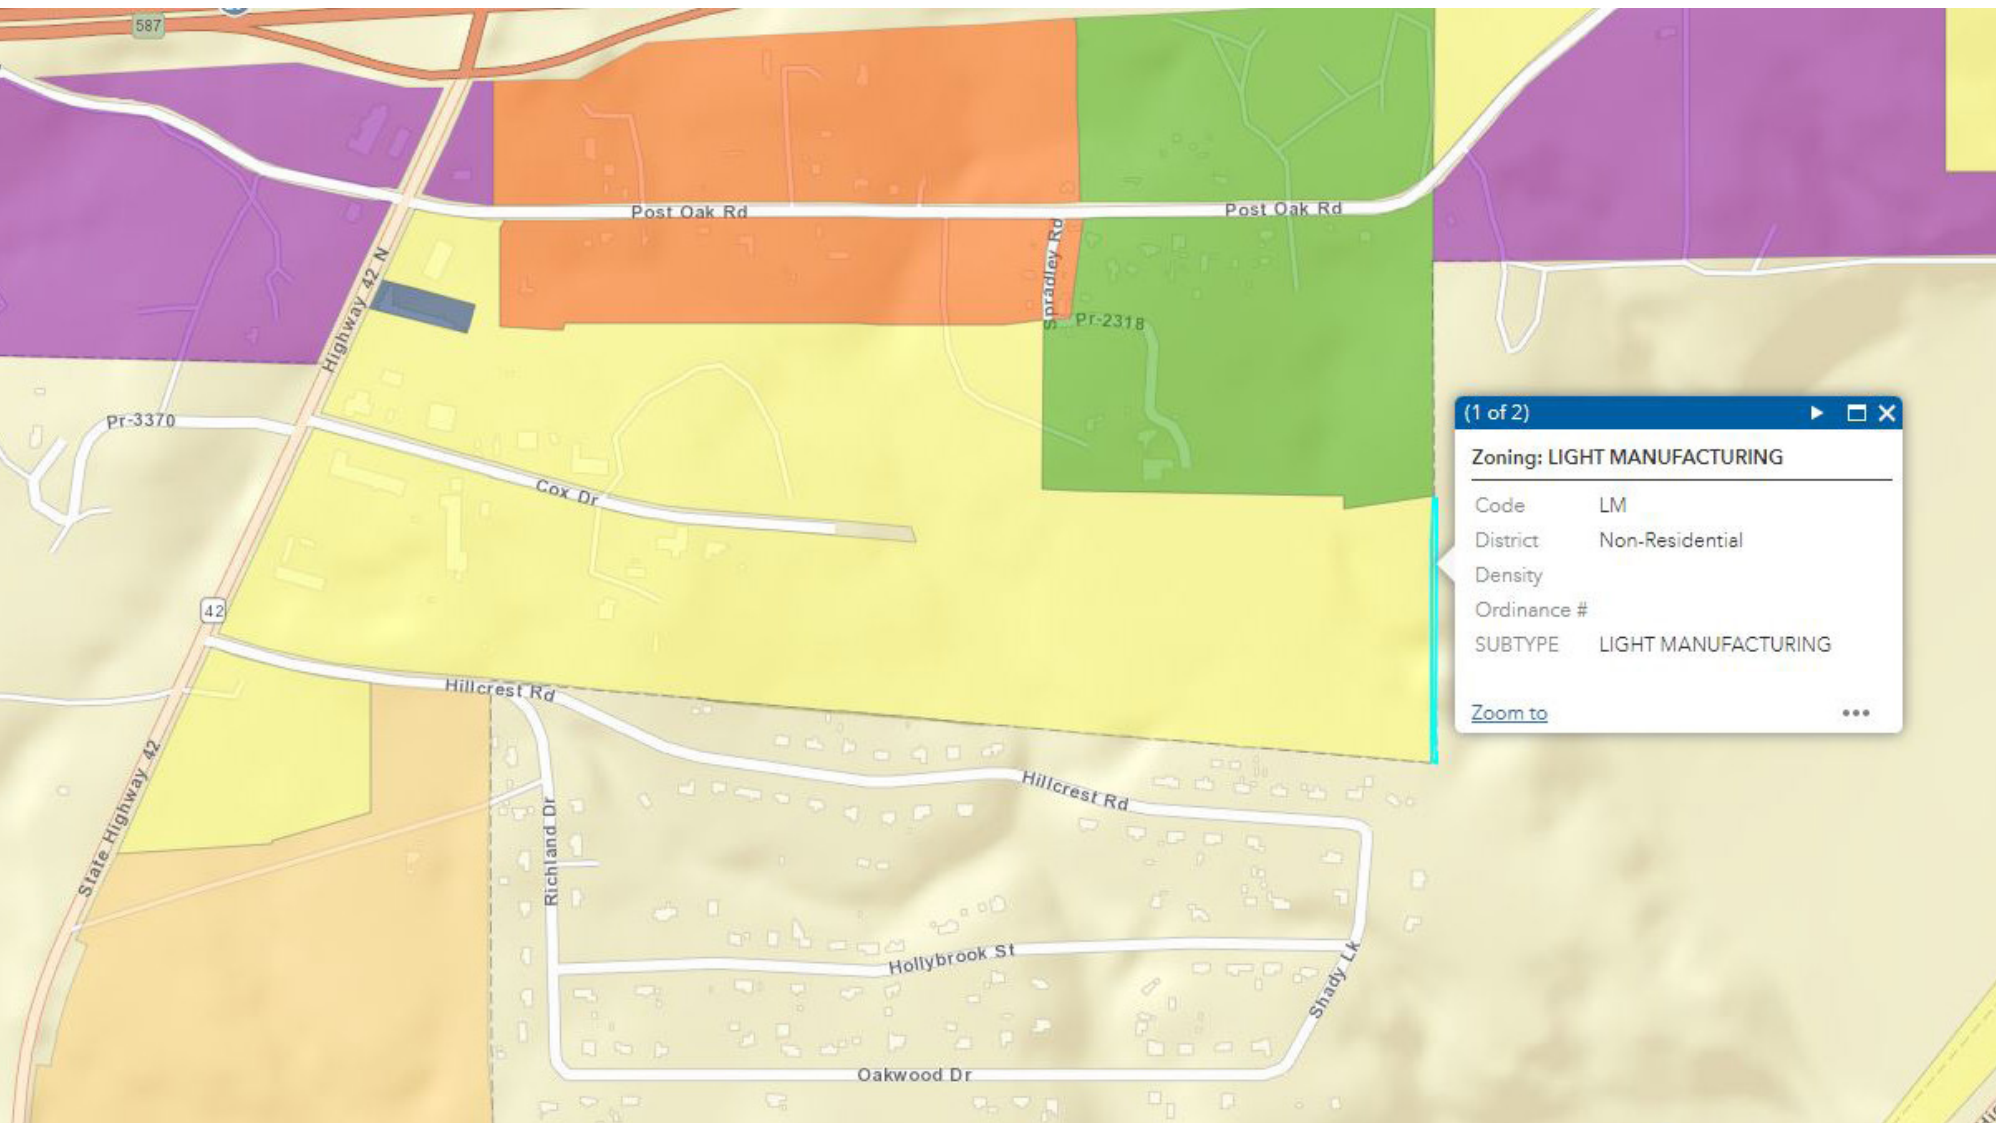 587
Post Oak Rd
Post Oak Rd
Spradley Rd
Highway 42 N
Pr-2318
(1 of 2)
Zoning: LIGHT MANUFACTURING
Code LM
District Non-Residential
Density
Ordinance #
SUBTYPE LIGHT MANUFACTURING
Zoom to
Pr-3370
Cox Dr
42
Hillcrest Rd
State Highway 42
Hillcrest Rd
Richland Dr
Hollybrook St
Shady Lk
Oakwood Dr